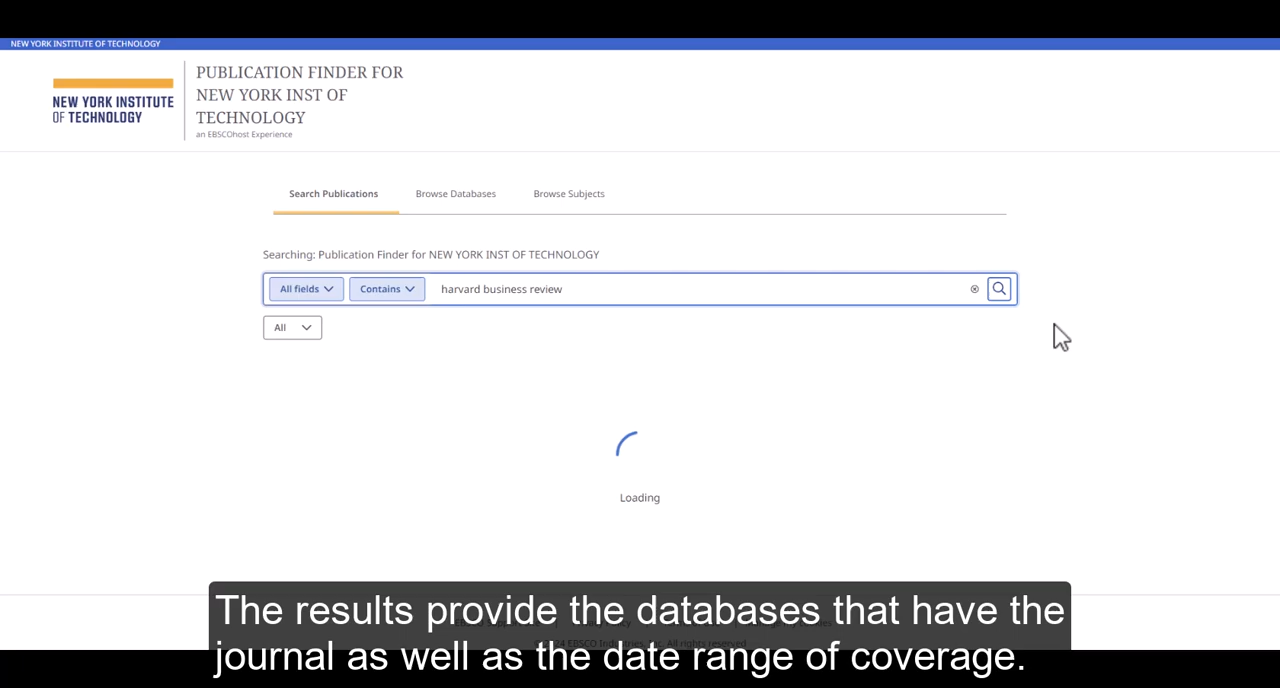 NEW YORK INSTITUTE OF TECHNOLOGY
NEW YORK INSTITUTE
OF TECHNOLOGY
PUBLICATION FINDER FOR
NEW YORK INST OF
TECHNOLOGY
an EBSCOhost Experience
Search Publications
Browse Databases
Browse Subjects
Searching: Publication Finder for NEW YORK INST OF TECHNOLOGY
All fields
Contains
harvard business review
All
Loading
The results provide the databases that have the
journal as well as the date range of coverage.